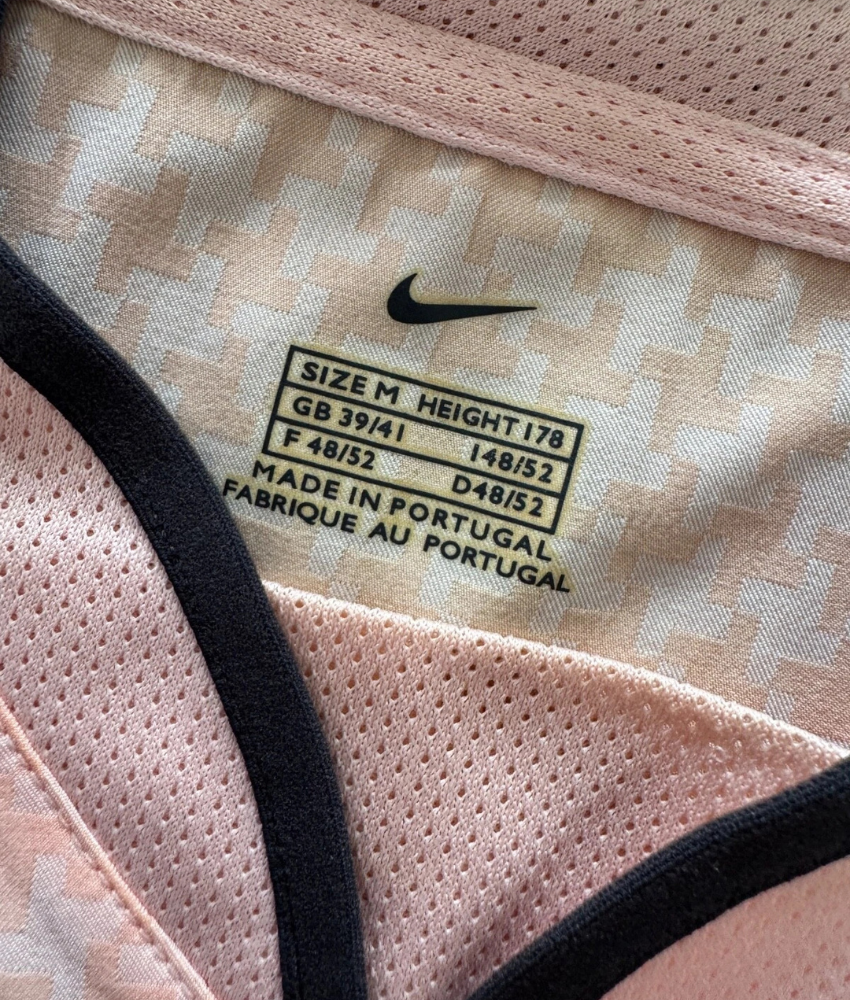 SIZE M HEIGHT 178
GB 39/41 I48/52
F 48/52 D48/52
MADE IN PORTUGAL
FABRIQUE AU PORTUGAL